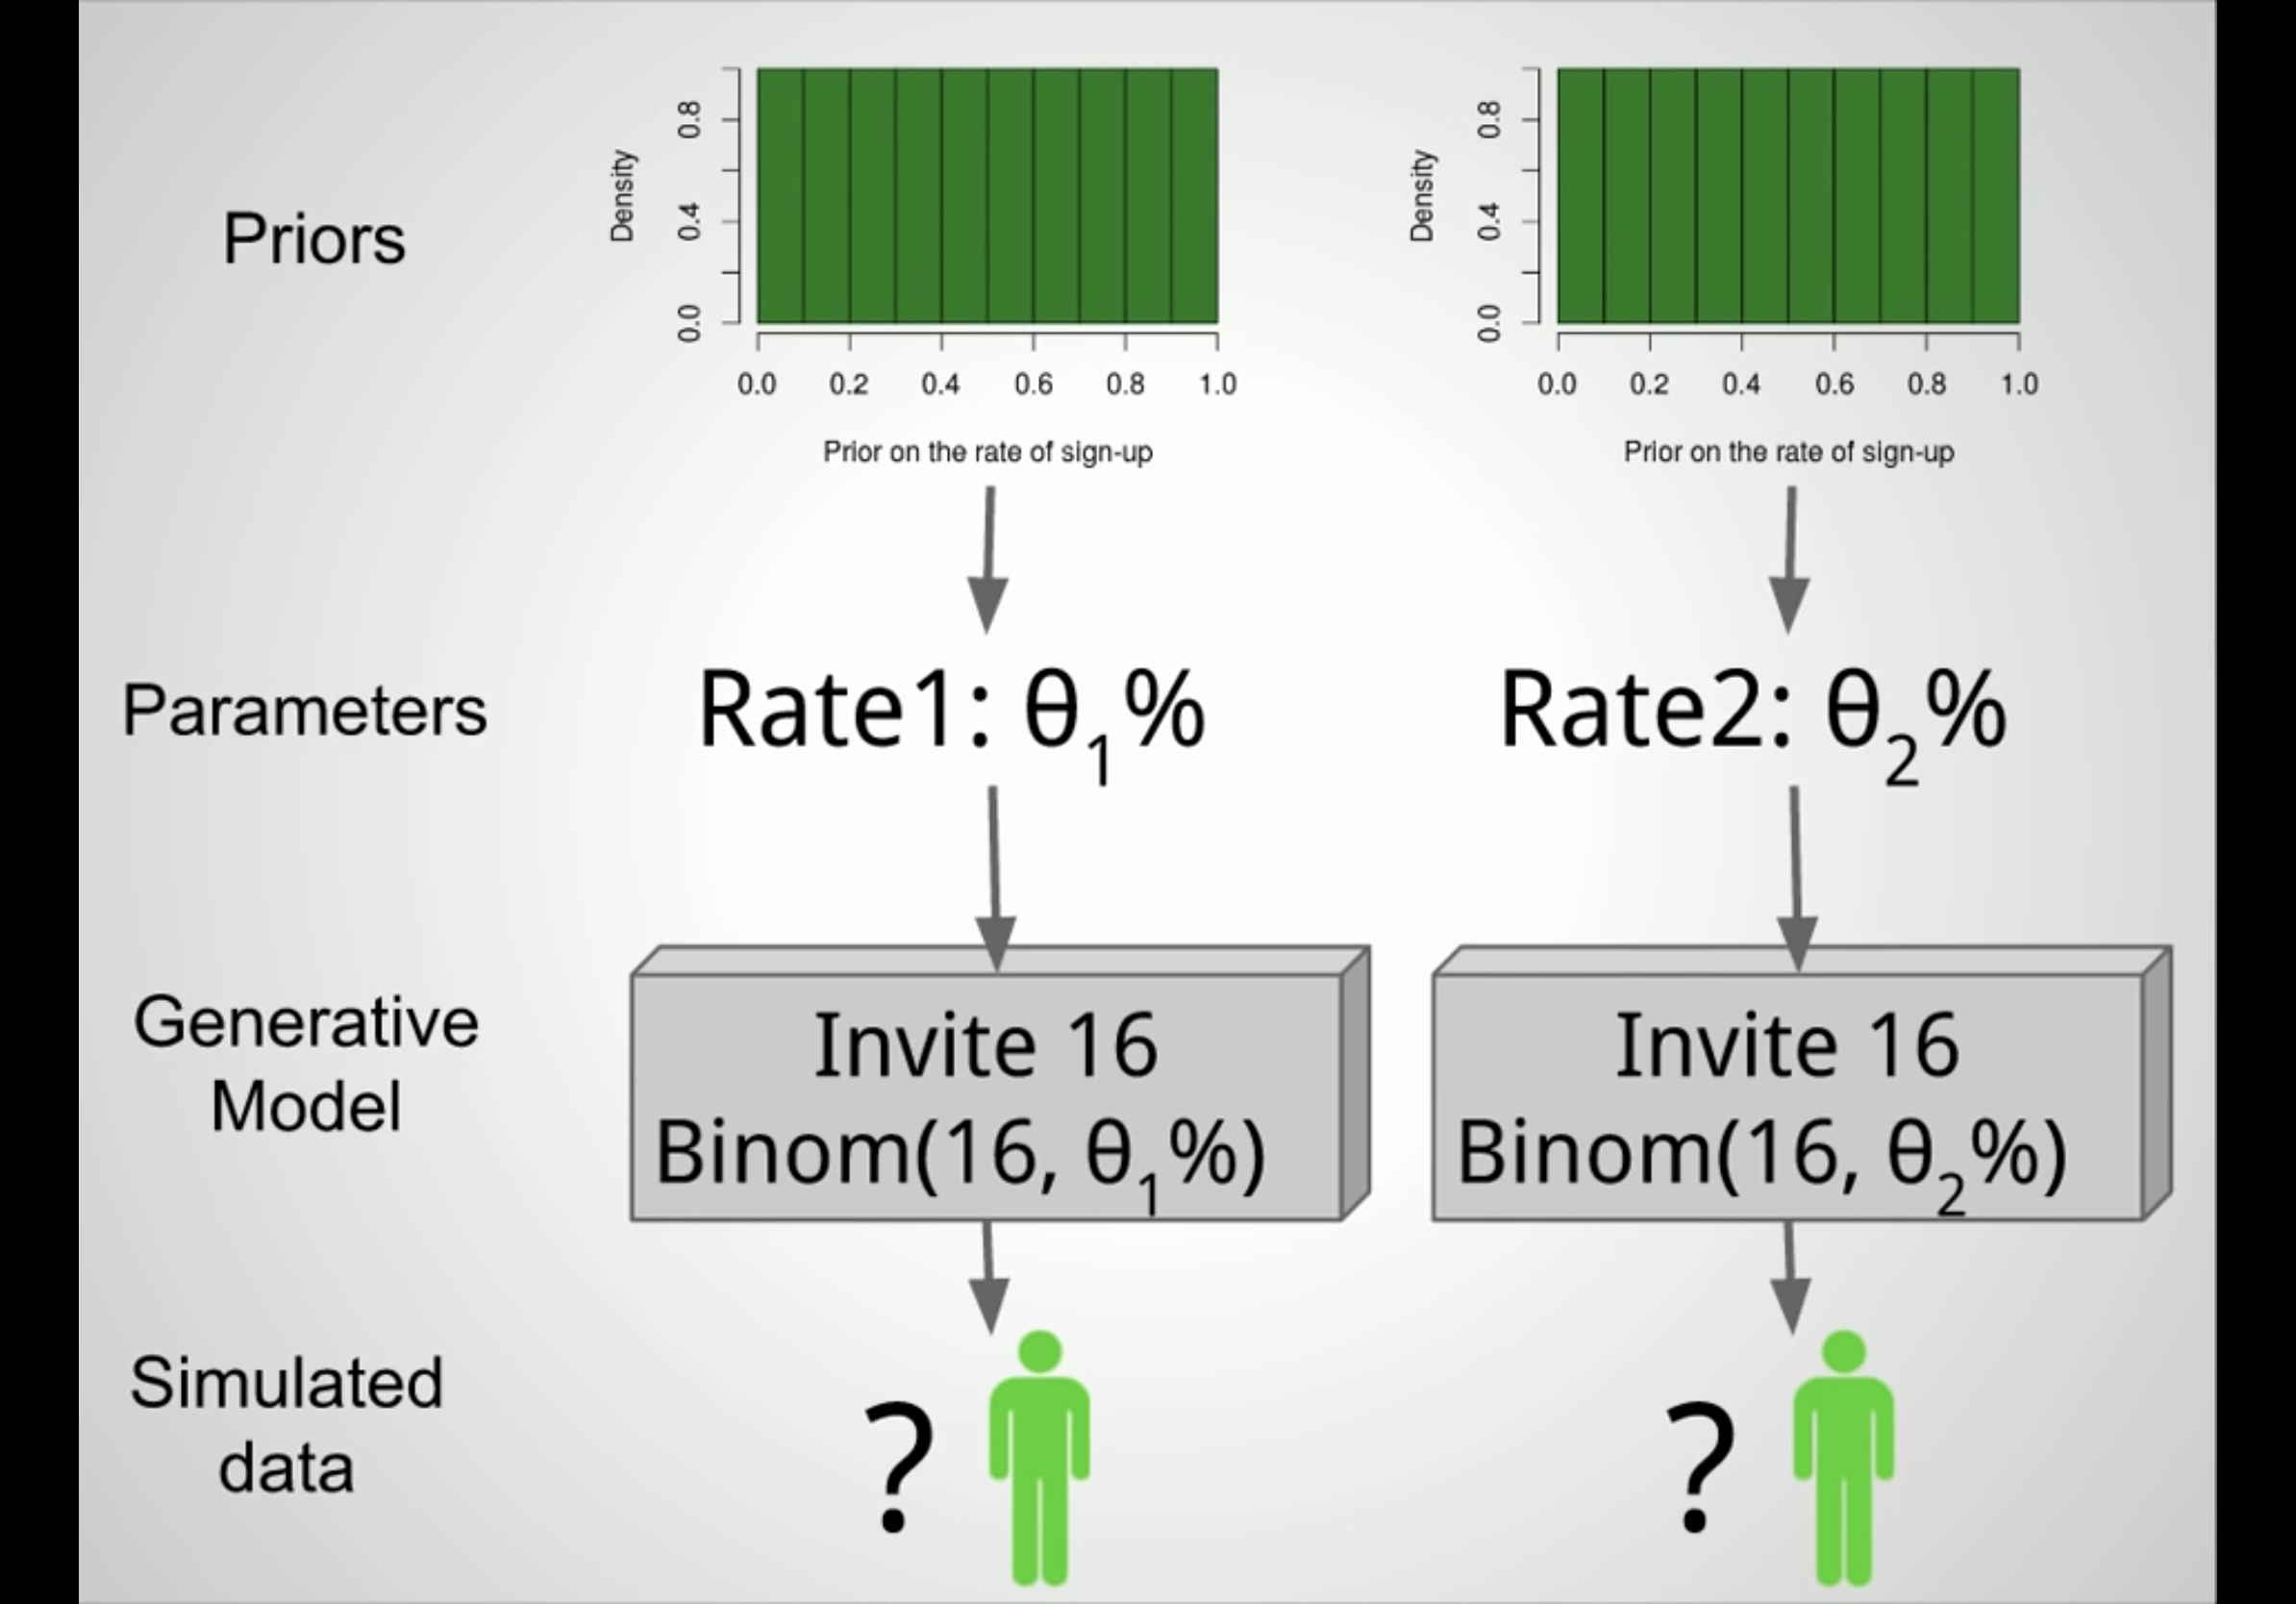 Priors
Density
0.8
0.4
0.0
0.0 0.2 0.4 0.6 0.8 1.0
Prior on the rate of sign-up
Density
0.8
0.4
0.0
0.0 0.2 0.4 0.6 0.8 1.0
Prior on the rate of sign-up
Parameters
Rate1: θ₁%
Rate2: θ₂%
Generative
Model
Invite 16
Binom(16, θ₁%)
Invite 16
Binom(16, θ₂%)
Simulated
data
?
?